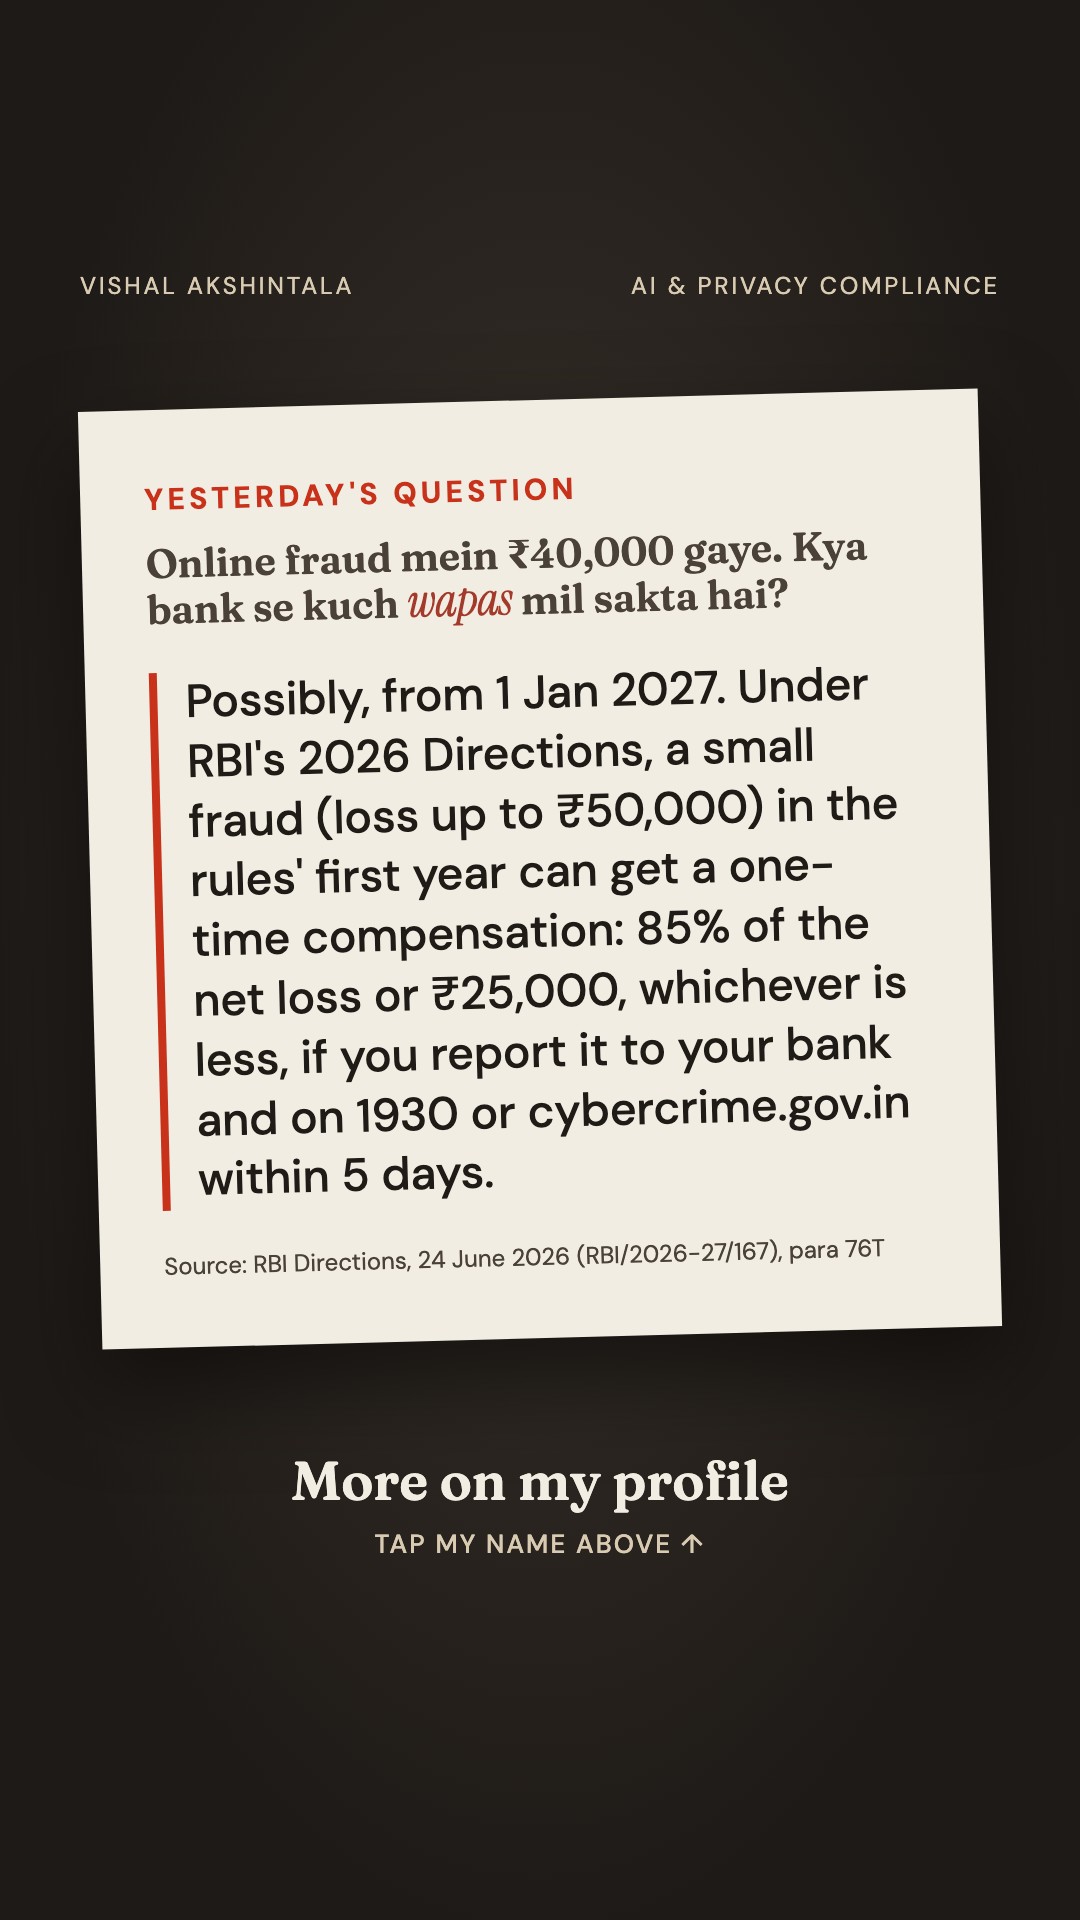 VISHAL AKSHINTALA
AI & PRIVACY COMPLIANCE
YESTERDAY'S QUESTION
Online fraud mein ₹40,000 gaye. Kya
bank se kuch wapas mil sakta hai?
Possibly, from 1 Jan 2027. Under
RBI's 2026 Directions, a small
fraud (loss up to ₹50,000) in the
rules' first year can get a one-
time compensation: 85% of the
net loss or ₹25,000, whichever is
less, if you report it to your bank
and on 1930 or cybercrime.gov.in
within 5 days.
Source: RBI Directions, 24 June 2026 (RBI/2026-27/167), para 76T
More on my profile
TAP MY NAME ABOVE ↑